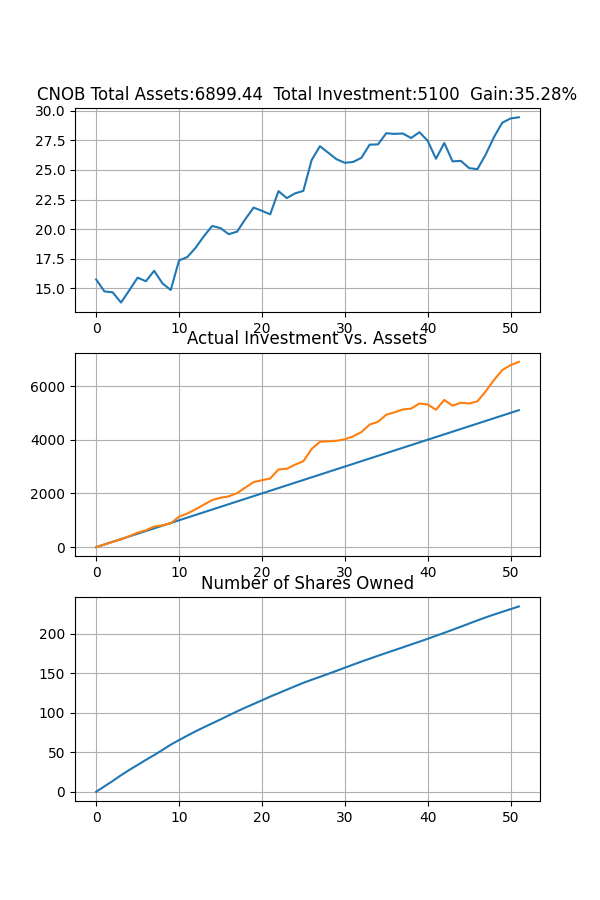 CNOB Total Assets:6899.44  Total Investment:5100  Gain:35.28%
30.0
27.5
25.0
22.5
20.0
17.5
15.0
0 10 20 30 40 50
Actual Investment vs. Assets
6000
4000
2000
0
0 10 20 30 40 50
Number of Shares Owned
200
150
100
50
0
0 10 20 30 40 50